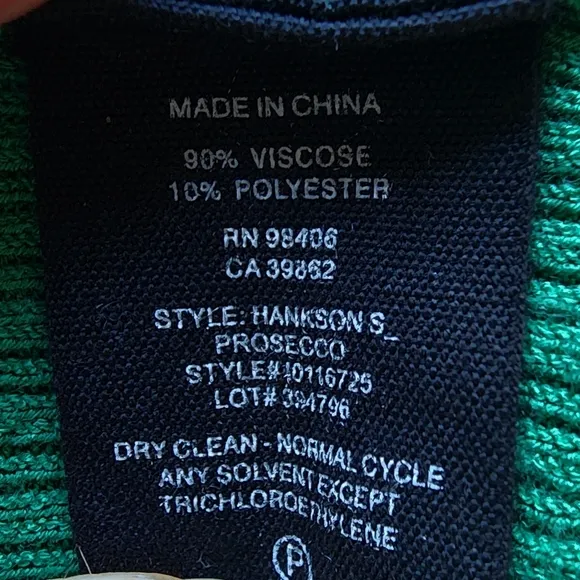 MADE IN CHINA
90% VISCOSE
10% POLYESTER
RN 98406
CA 39862
STYLE: HANKSON S_
PROSECCO
STYLE# 10116725
LOT# 394796
DRY CLEAN - NORMAL CYCLE
ANY SOLVENT EXCEPT
TRICHLOROETHYLENE
P